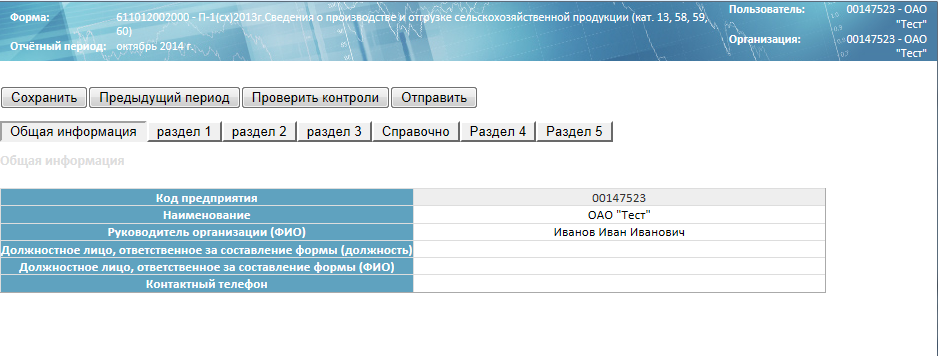 Форма: 611012002000 - П-1(сх)2013г.Сведения о производстве и отгрузке сельскохозяйственной продукции (кат. 13, 58, 59,
60)
Отчётный период: октябрь 2014 г.
Пользователь: 00147523 - ОАО
"Тест"
Организация: 00147523 - ОАО
"Тест"
Сохранить Предыдущий период Проверить контроли Отправить
Общая информация раздел 1 раздел 2 раздел 3 Справочно Раздел 4 Раздел 5
Общая информация
Код предприятия 00147523
Наименование ОАО "Тест"
Руководитель организации (ФИО) Иванов Иван Иванович
Должностное лицо, ответственное за составление формы (должность)
Должностное лицо, ответственное за составление формы (ФИО)
Контактный телефон